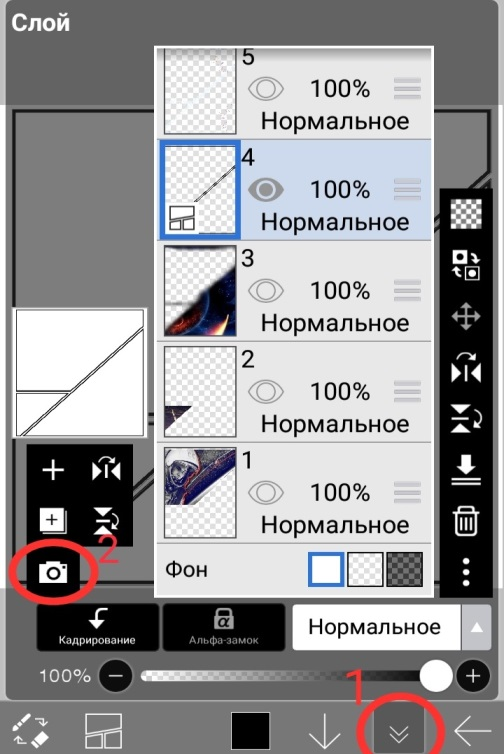 Слой
5
100%
Нормальное
4
100%
Нормальное
3
100%
Нормальное
2
100%
Нормальное
1
100%
Нормальное
2
Фон
Кадрирование
Альфа-замок
Нормальное
100%
1